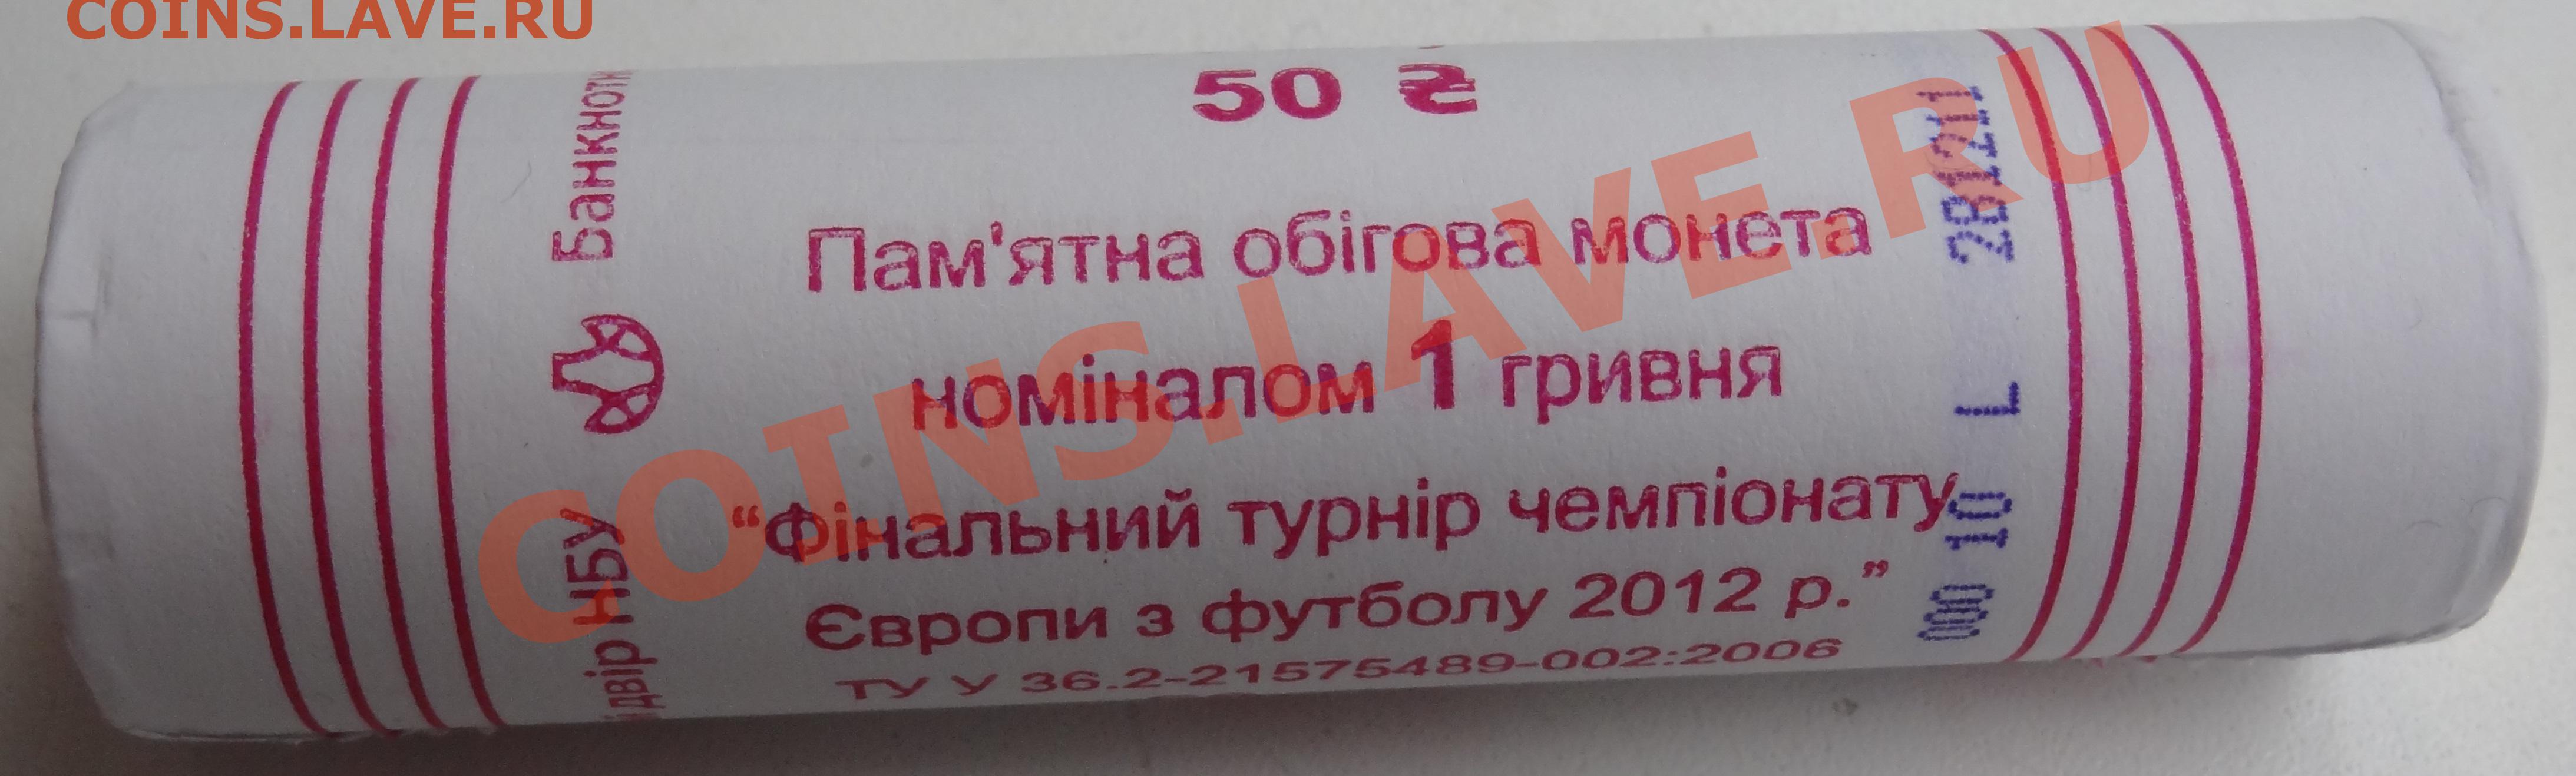 COINS.LAVE.RU
50 ₴
Пам'ятна обігова монета
номіналом 1 гривня
“Фінальний турнір чемпіонату
Європи з футболу 2012 р.”
ТУ У 36.2-21575489-002:2006
двір НБУ
000 10 L 281211
COINS.LAVE.RU